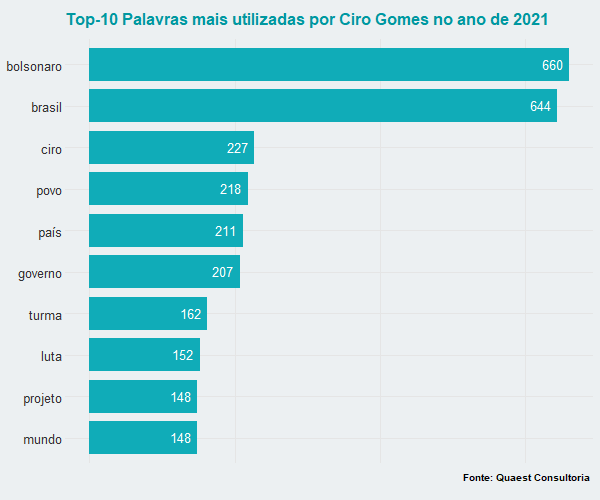 Top-10 Palavras mais utilizadas por Ciro Gomes no ano de 2021
bolsonaro 660
brasil 644
ciro 227
povo 218
país 211
governo 207
turma 162
luta 152
projeto 148
mundo 148
Fonte: Quaest Consultoria